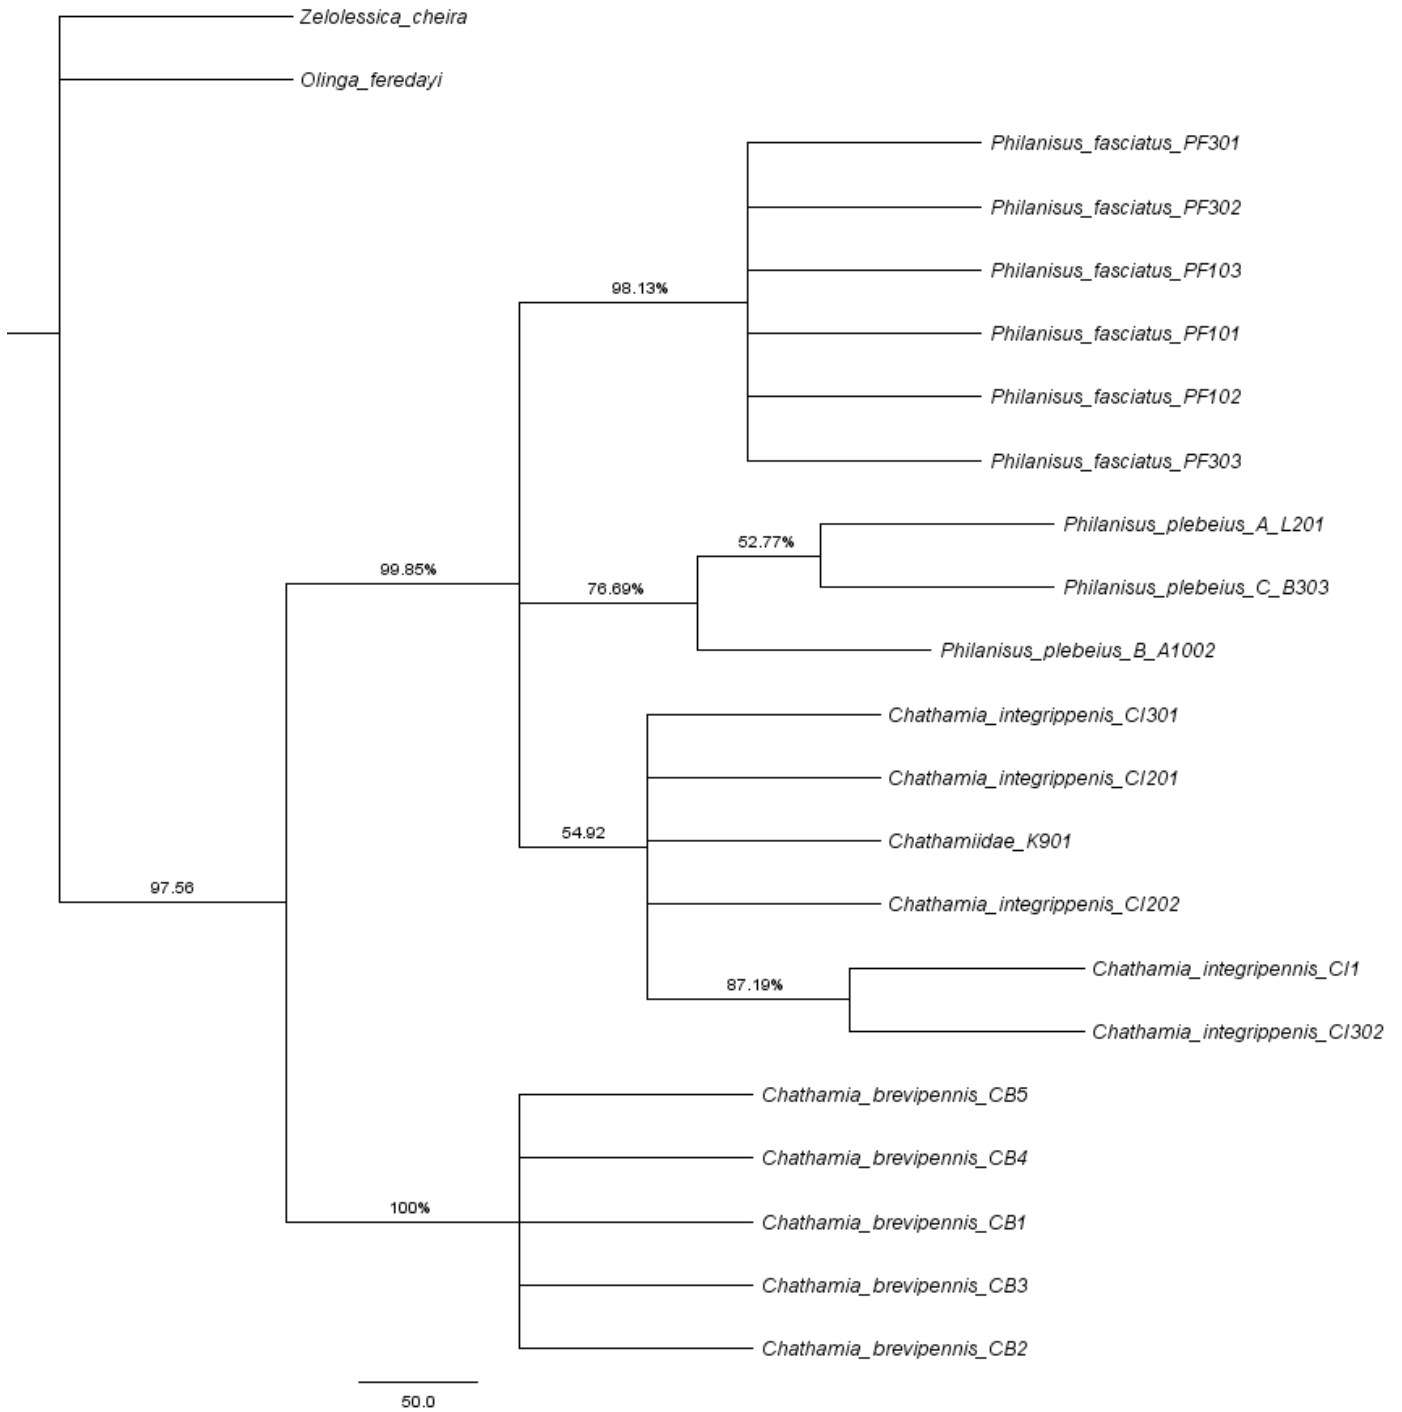 Zelolessica_cheira
Olinga_feredayi
Philanisus_fasciatus_PF301
Philanisus_fasciatus_PF302
Philanisus_fasciatus_PF103
98.13%
Philanisus_fasciatus_PF101
Philanisus_fasciatus_PF102
Philanisus_fasciatus_PF303
Philanisus_plebeius_A_L201
52.77%
99.85%
Philanisus_plebeius_C_B303
76.69%
Philanisus_plebeius_B_A1002
Chathamia_integrippenis_CI301
Chathamia_integrippenis_CI201
54.92
Chathamiidae_K901
97.56
Chathamia_integrippenis_CI202
Chathamia_integripennis_CI1
87.19%
Chathamia_integrippenis_CI302
Chathamia_brevipennis_CB5
Chathamia_brevipennis_CB4
100%
Chathamia_brevipennis_CB1
Chathamia_brevipennis_CB3
Chathamia_brevipennis_CB2
50.0